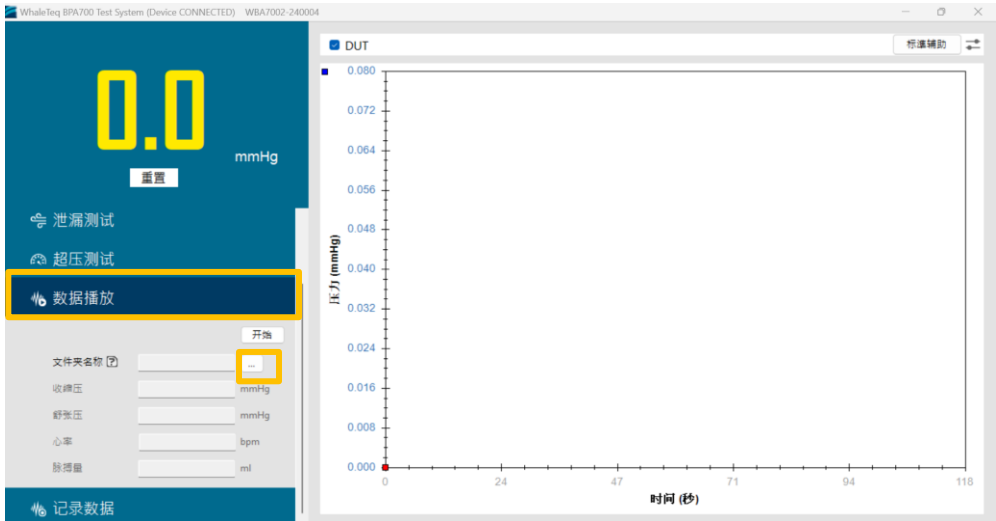 WhaleTeq BPA700 Test System (Device CONNECTED) WBA7002-240004
0.0 mmHg
重置
泄漏测试
超压测试
数据播放
开始
文件夹名称 [?] ...
收缩压 mmHg
舒张压 mmHg
心率 bpm
脉搏量 ml
记录数据
DUT 标準辅助
0.080
0.072
0.064
0.056
0.048
0.040
0.032
0.024
0.016
0.008
0.000
压力 (mmHg)
0 24 47 71 94 118
时间 (秒)